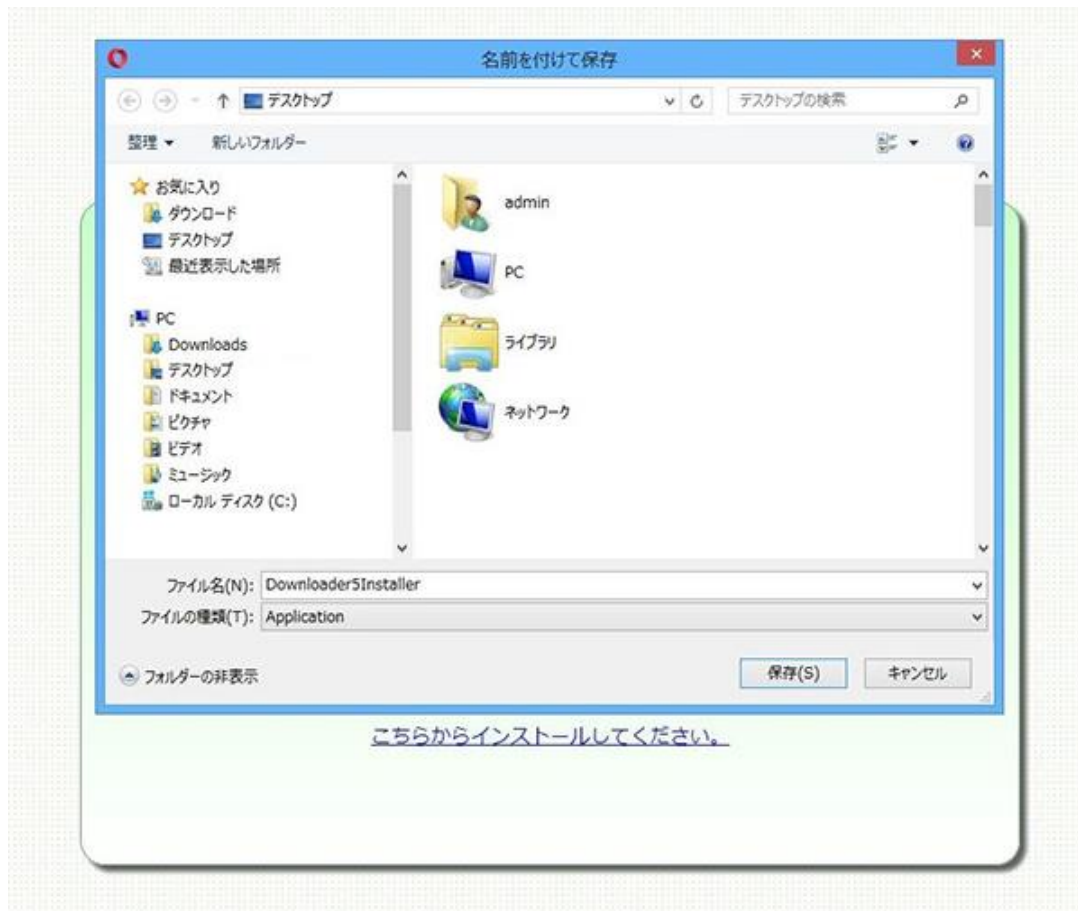 名前を付けて保存
デスクトップ
デスクトップの検索
整理
新しいフォルダー
お気に入り
ダウンロード
デスクトップ
最近表示した場所
PC
Downloads
デスクトップ
ドキュメント
ピクチャ
ビデオ
ミュージック
ローカル ディスク (C:)
admin
PC
ライブラリ
ネットワーク
ファイル名(N): Downloader5Installer
ファイルの種類(T): Application
フォルダーの非表示
保存(S)
キャンセル
こちらからインストールしてください。